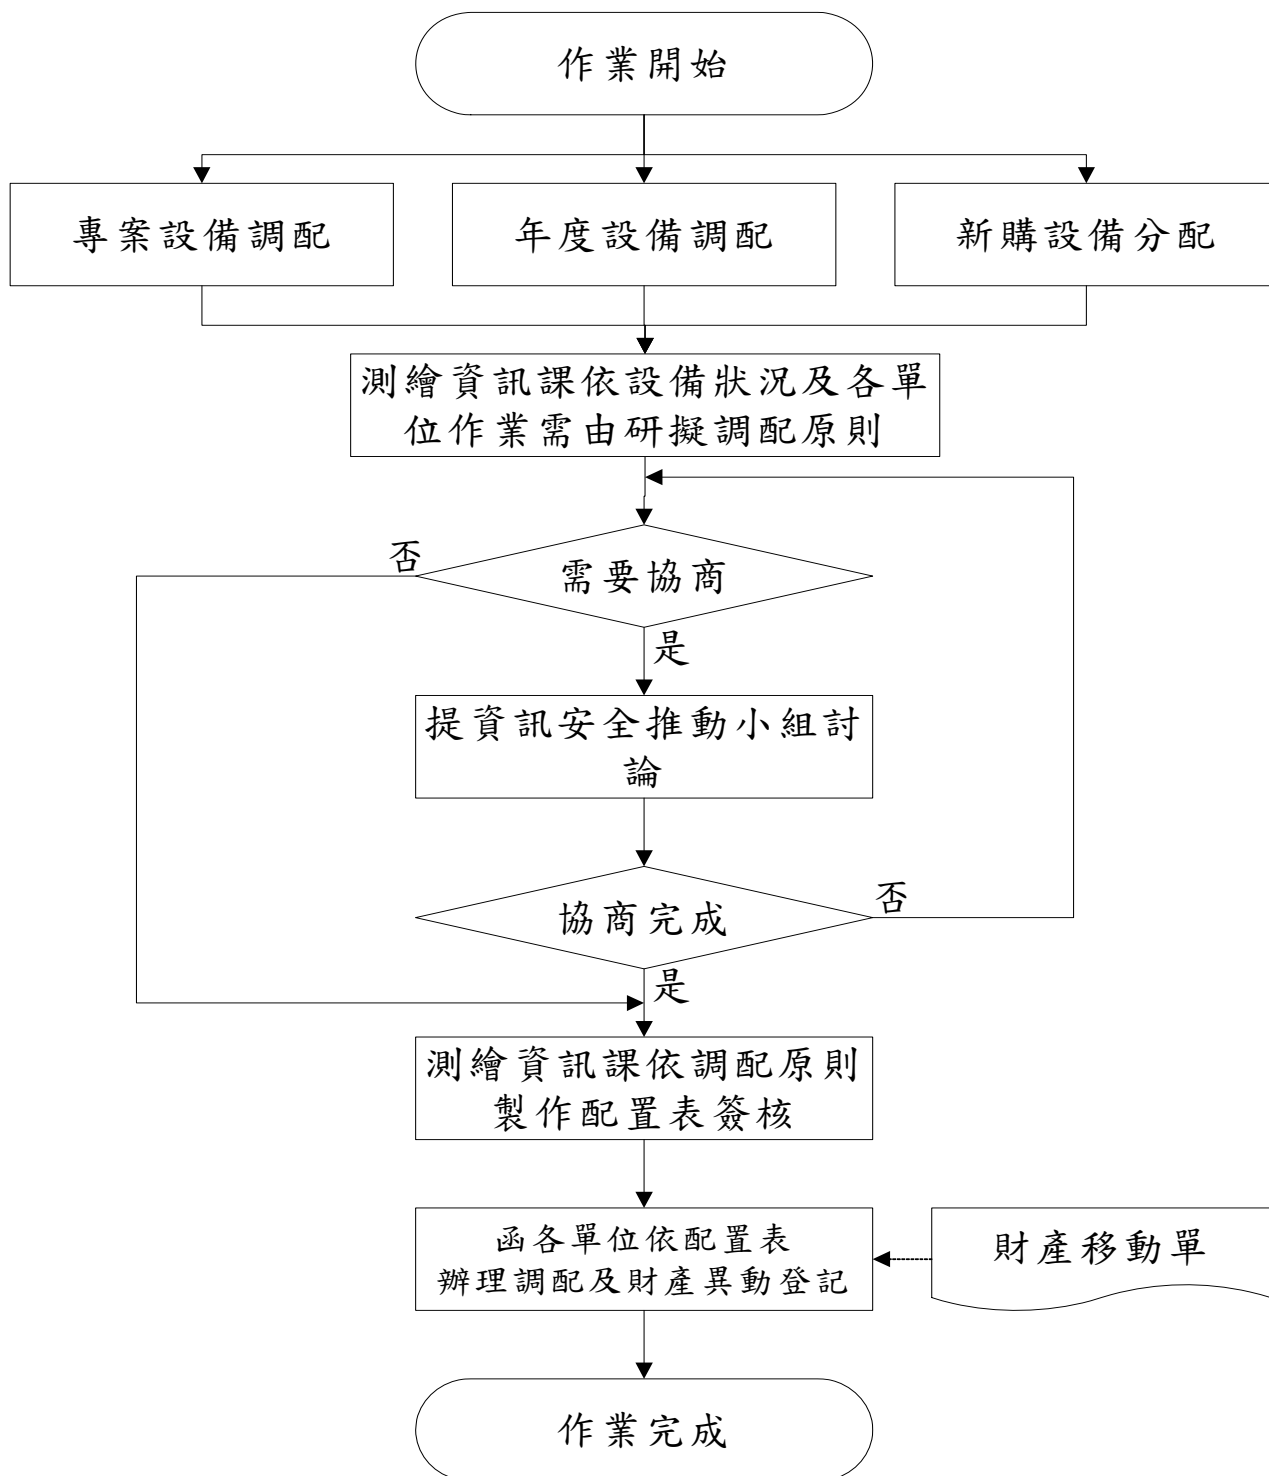 作業開始
專案設備調配
年度設備調配
新購設備分配
測繪資訊課依設備狀況及各單
位作業需由研擬調配原則
否
需要協商
是
提資訊安全推動小組討
論
協商完成
否
是
測繪資訊課依調配原則
製作配置表簽核
函各單位依配置表
辦理調配及財產異動登記
財產移動單
作業完成